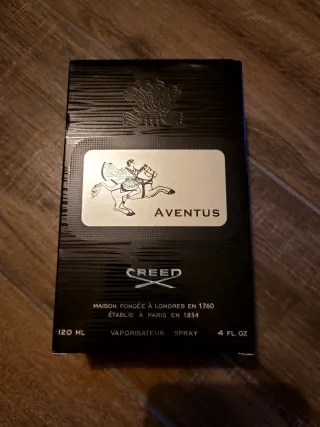 AVENTUS
CREED
MAISON FONDÉE À LONDRES EN 1760
ÉTABLIE À PARIS EN 1854
120 ML VAPORISATEUR SPRAY 4 FL.OZ